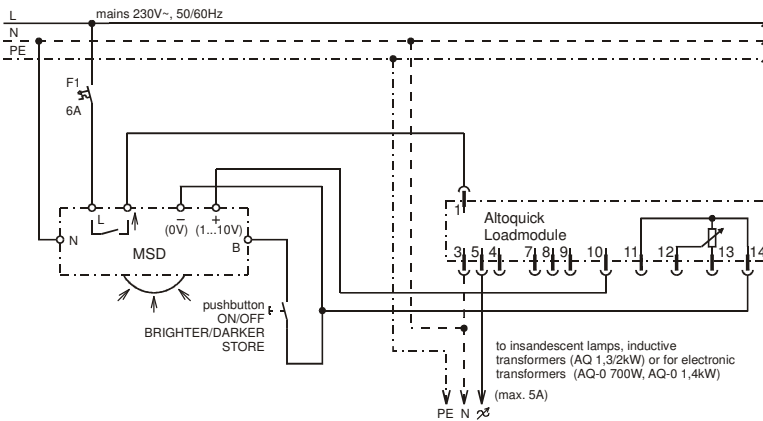 L
mains 230V~, 50/60Hz
N
PE
F1
6A
L
–
+
(0V)
(1...10V)
N
MSD
B
1
Altoquick
Loadmodule
3 5 4 7 8 9 10 11 12 13 14
pushbutton
ON/OFF
BRIGHTER/DARKER
STORE
to insandescent lamps, inductive
transformers (AQ 1,3/2kW) or for electronic
transformers (AQ-0 700W, AQ-0 1,4kW)
(max. 5A)
PE N